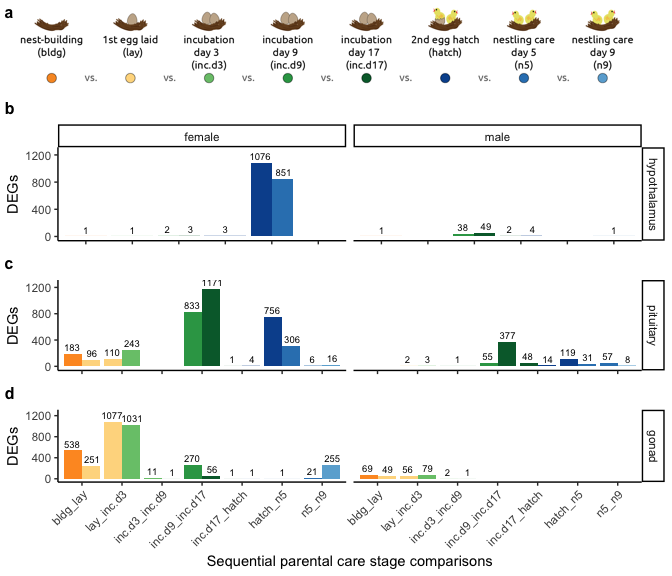 a
nest-building 1st egg laid incubation incubation incubation 2nd egg hatch nestling care nestling care
(bldg) (lay) day 3 day 9 day 17 (hatch) day 5 day 9
(inc.d3) (inc.d9) (inc.d17) (n5) (n9)
vs. vs. vs. vs. vs. vs. vs.
b
female male
DEGs
1200
800
400
0
1 1 2 3 3 1076 851
1 38 49 2 4 1
hypothalamus
c
DEGs
1200
800
400
0
183 96 110 243 833 1171 1 4 756 306 6 16
2 3 1 55 377 48 14 119 31 57 8
pituitary
d
DEGs
1200
800
400
0
538 251 1077 1031 11 1 270 56 1 1 1 21 255
69 49 56 79 2 1
gonad
bldg_lay lay_inc.d3 inc.d3_inc.d9 inc.d9_inc.d17 inc.d17_hatch hatch_n5 n5_n9
bldg_lay lay_inc.d3 inc.d3_inc.d9 inc.d9_inc.d17 inc.d17_hatch hatch_n5 n5_n9
Sequential parental care stage comparisons